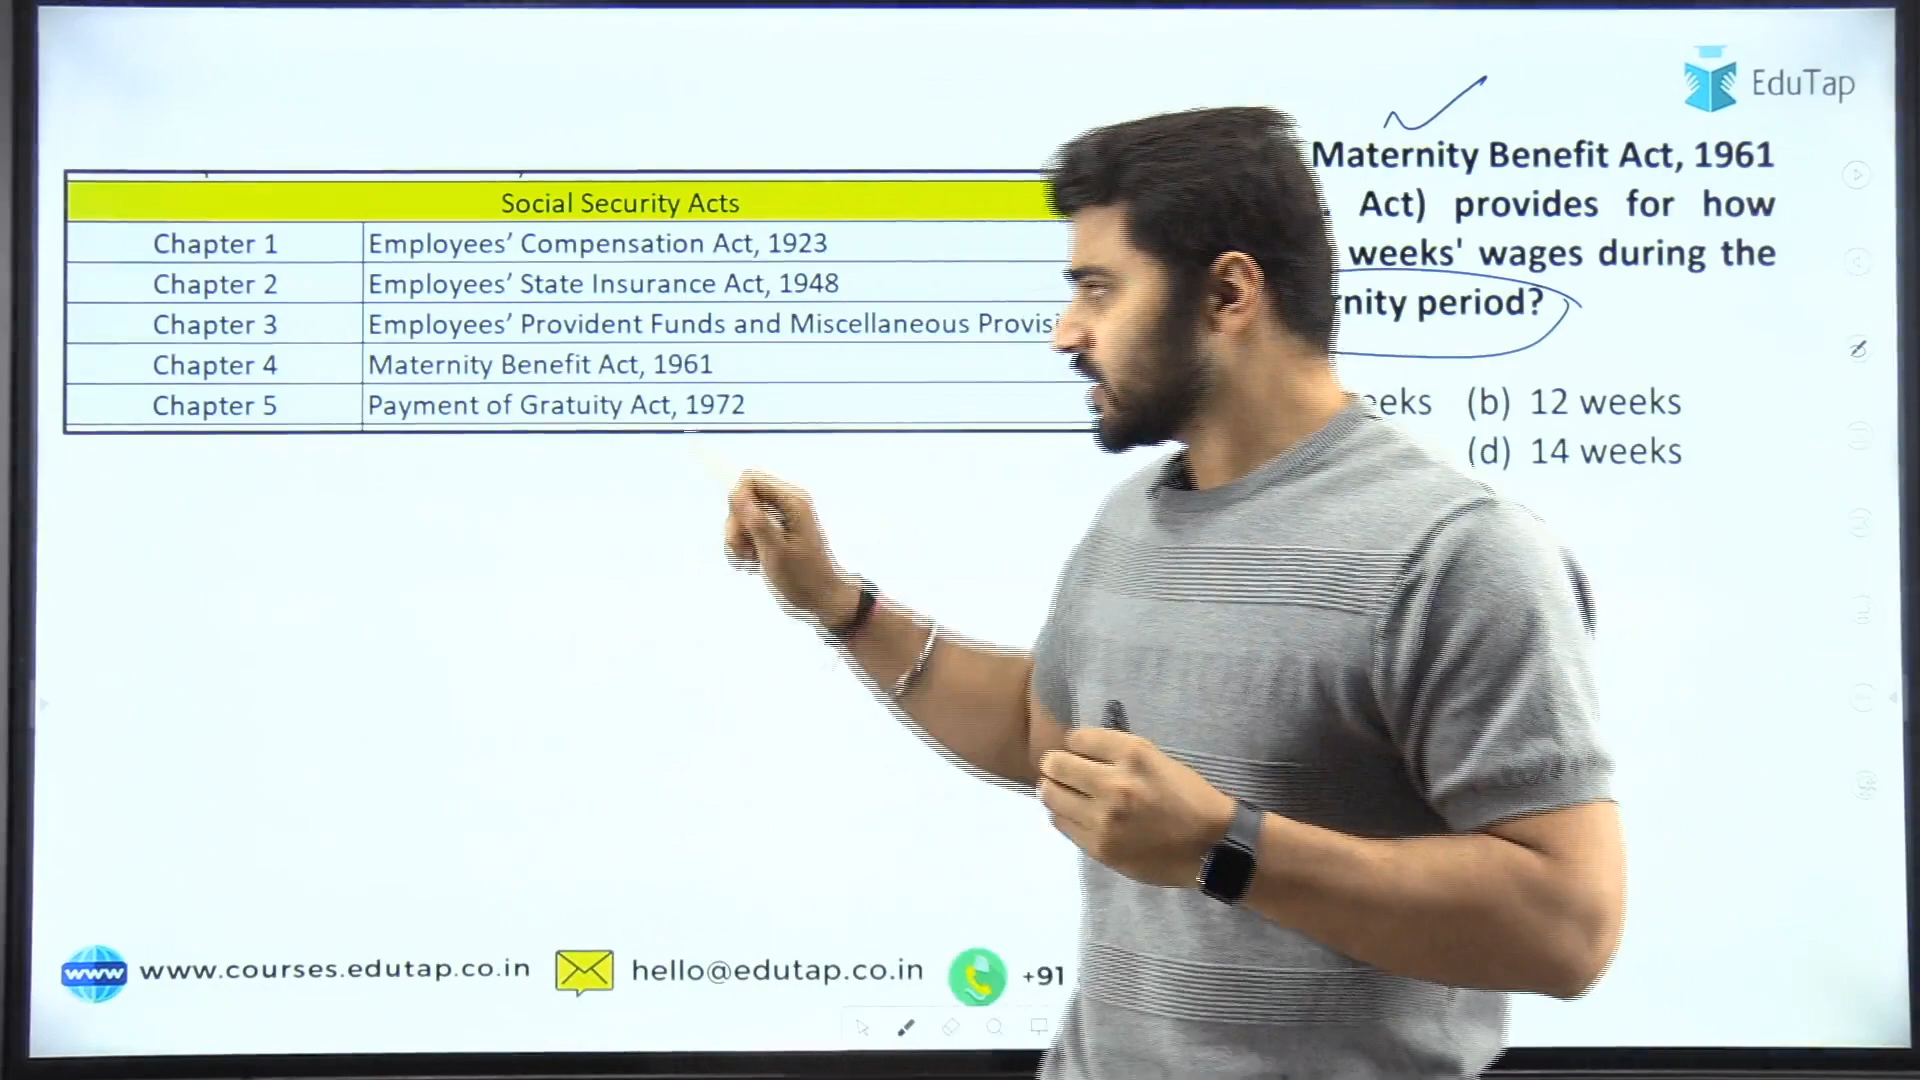 EduTap
Social Security Acts
Chapter 1 Employees’ Compensation Act, 1923
Chapter 2 Employees’ State Insurance Act, 1948
Chapter 3 Employees’ Provident Funds and Miscellaneous
Chapter 4 Maternity Benefit Act, 1961
Chapter 5 Payment of Gratuity Act, 1972
Maternity Benefit Act, 1961
Act) provides for how
weeks' wages during the
period?
(b) 12 weeks
(d) 14 weeks
www www.courses.edutap.co.in hello@edutap.co.in +91